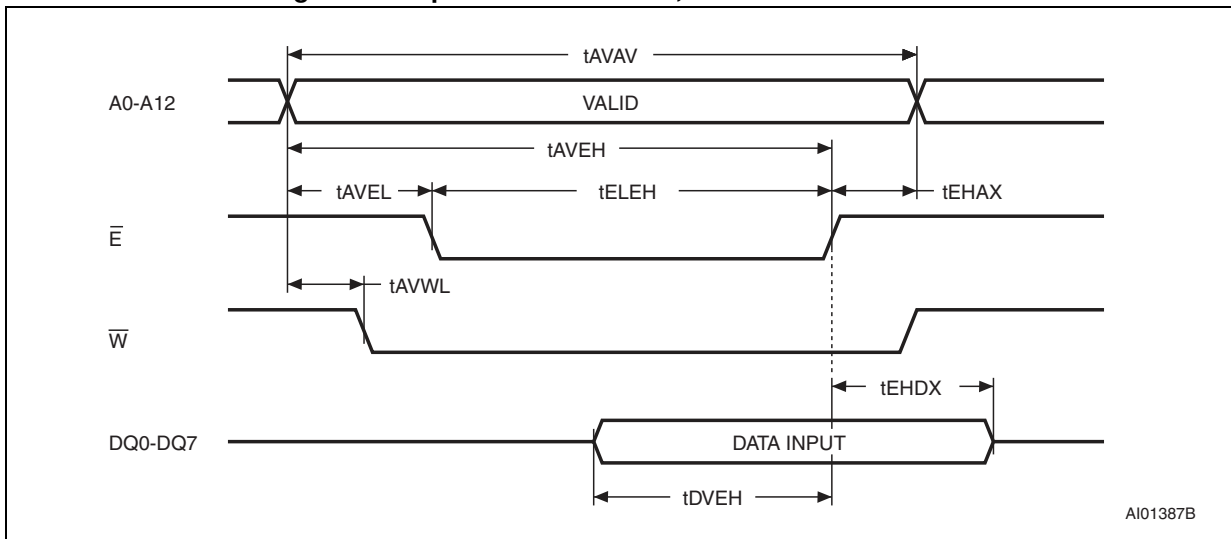 tAVAV
A0-A12
VALID
tAVEH
tAVEL
tELEH
tEHAX
E̅
tAVWL
W̅
tEHDX
DQ0-DQ7
DATA INPUT
tDVEH
AI01387B